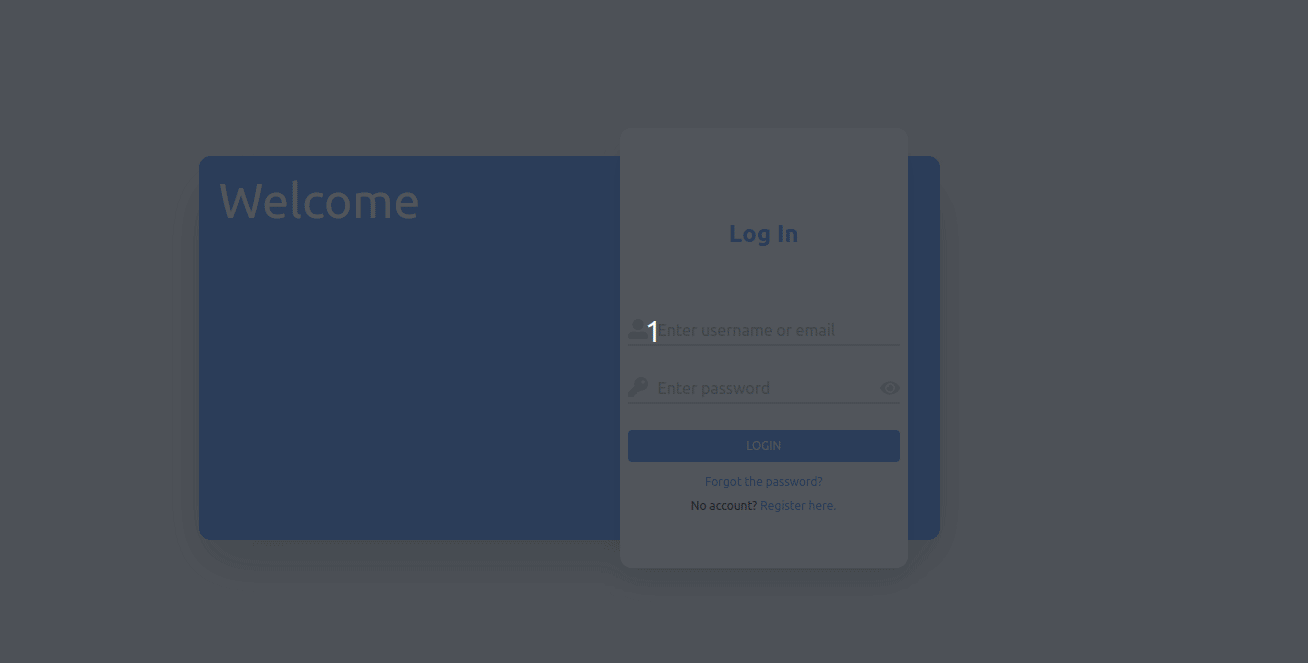 Welcome
Log In
1
Enter username or email
Enter password
LOGIN
Forgot the password?
No account? Register here.